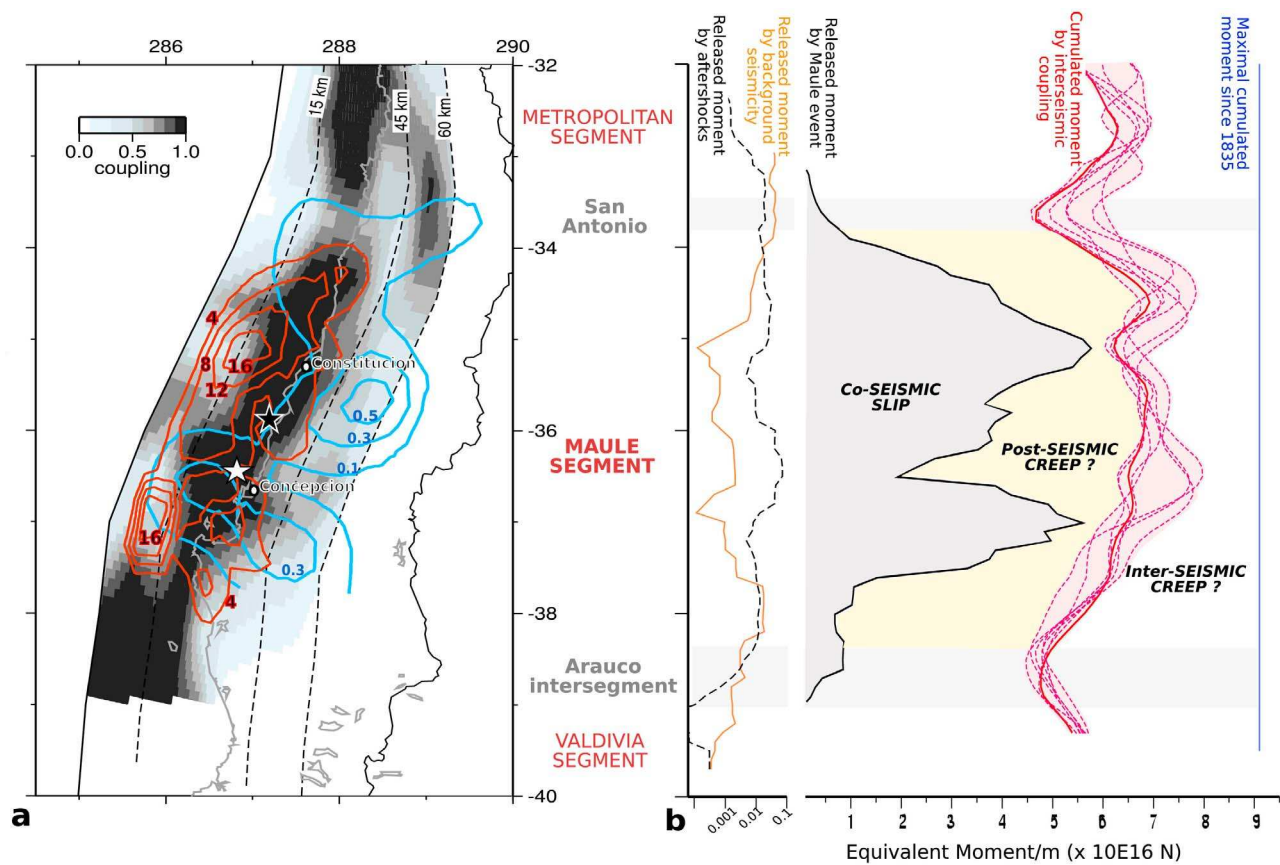 286
288
290
-32
-34
-36
-38
-40
15 km
45 km
60 km
0.0
0.5
1.0
coupling
4
8
16
12
Constitucion
0.5
0.3
0.1
Concepcion
16
0.3
4
a
METROPOLITAN
SEGMENT
San
Antonio
MAULE
SEGMENT
Arauco
intersegment
VALDIVIA
SEGMENT
b
Released moment
by aftershocks
Released moment
by background
seismicity
Released moment
by Maule event
Cumulated moment
by interseismic
coupling
Maximal cumulated
moment since 1835
Co-SEISMIC
SLIP
Post-SEISMIC
CREEP ?
Inter-SEISMIC
CREEP ?
0.001
0.01
0.1
1
2
3
4
5
6
7
8
9
Equivalent Moment/m (x 10E16 N)